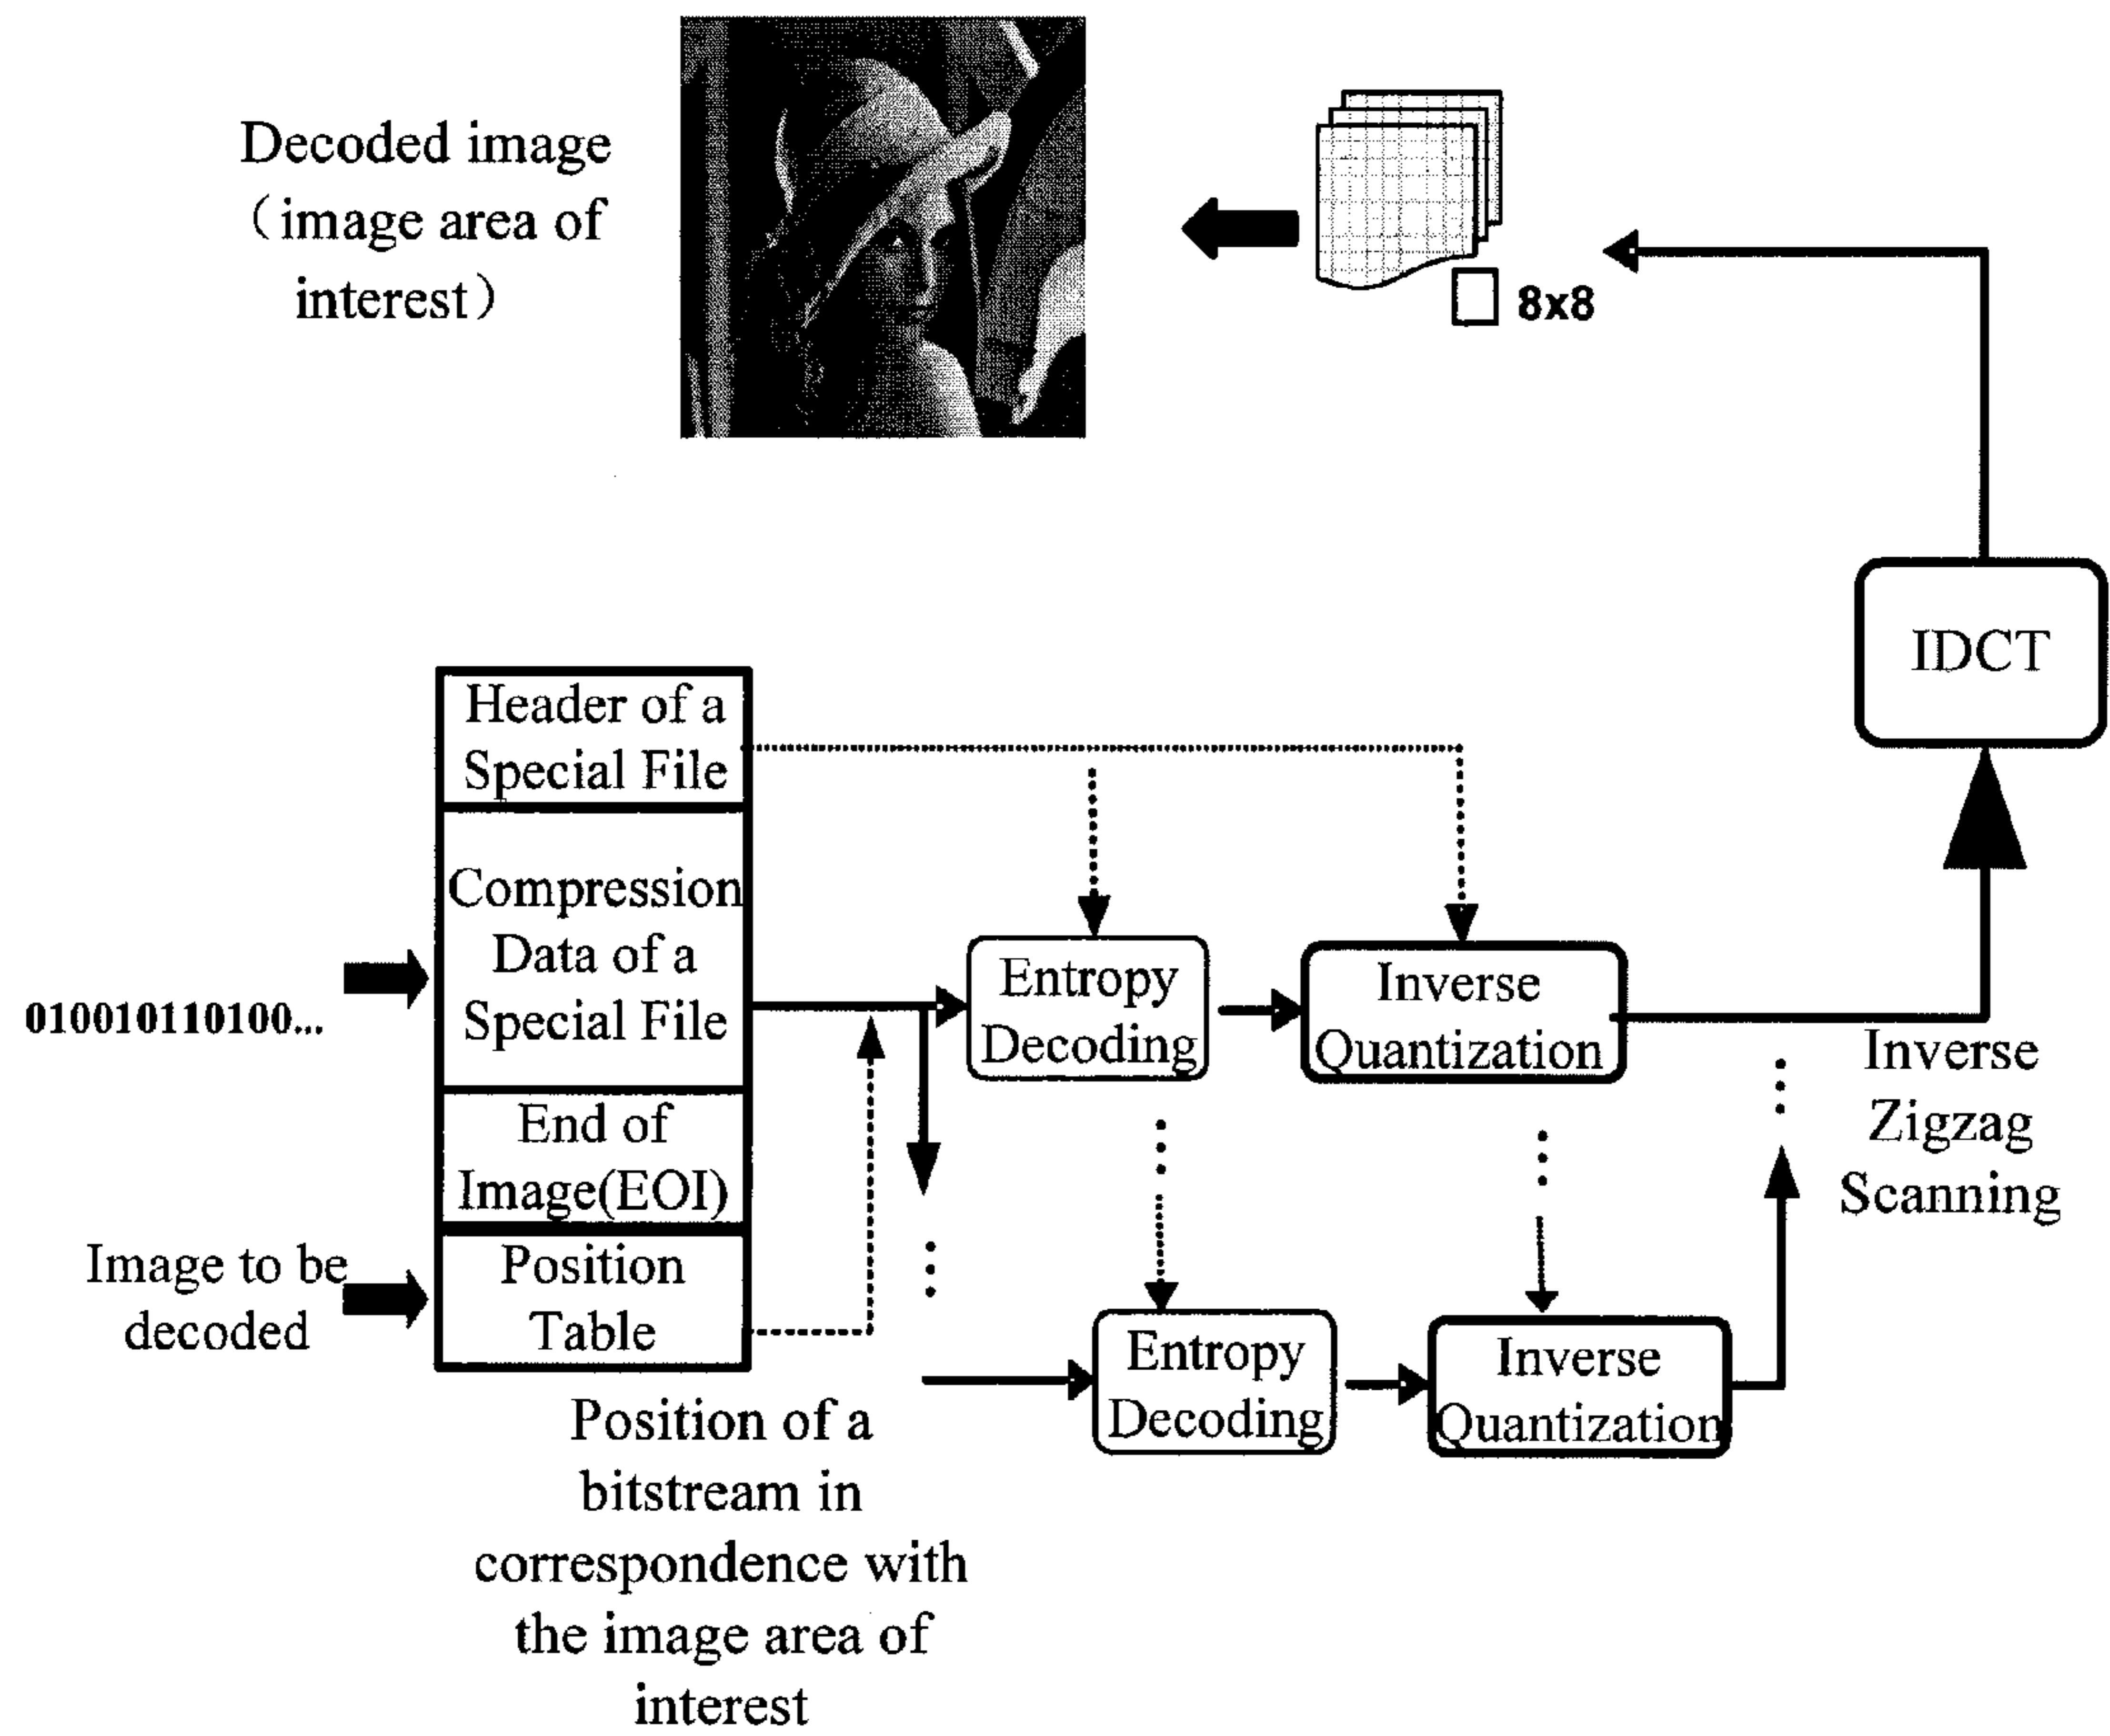 Decoded image
（image area of
interest）
8x8
IDCT
Header of a
Special File
Compression
Data of a
Special File
End of
Image(EOI)
Position
Table
010010110100...
Image to be
decoded
Entropy
Decoding
Inverse
Quantization
Inverse
Zigzag
Scanning
Entropy
Decoding
Inverse
Quantization
Position of a
bitstream in
correspondence with
the image area of
interest